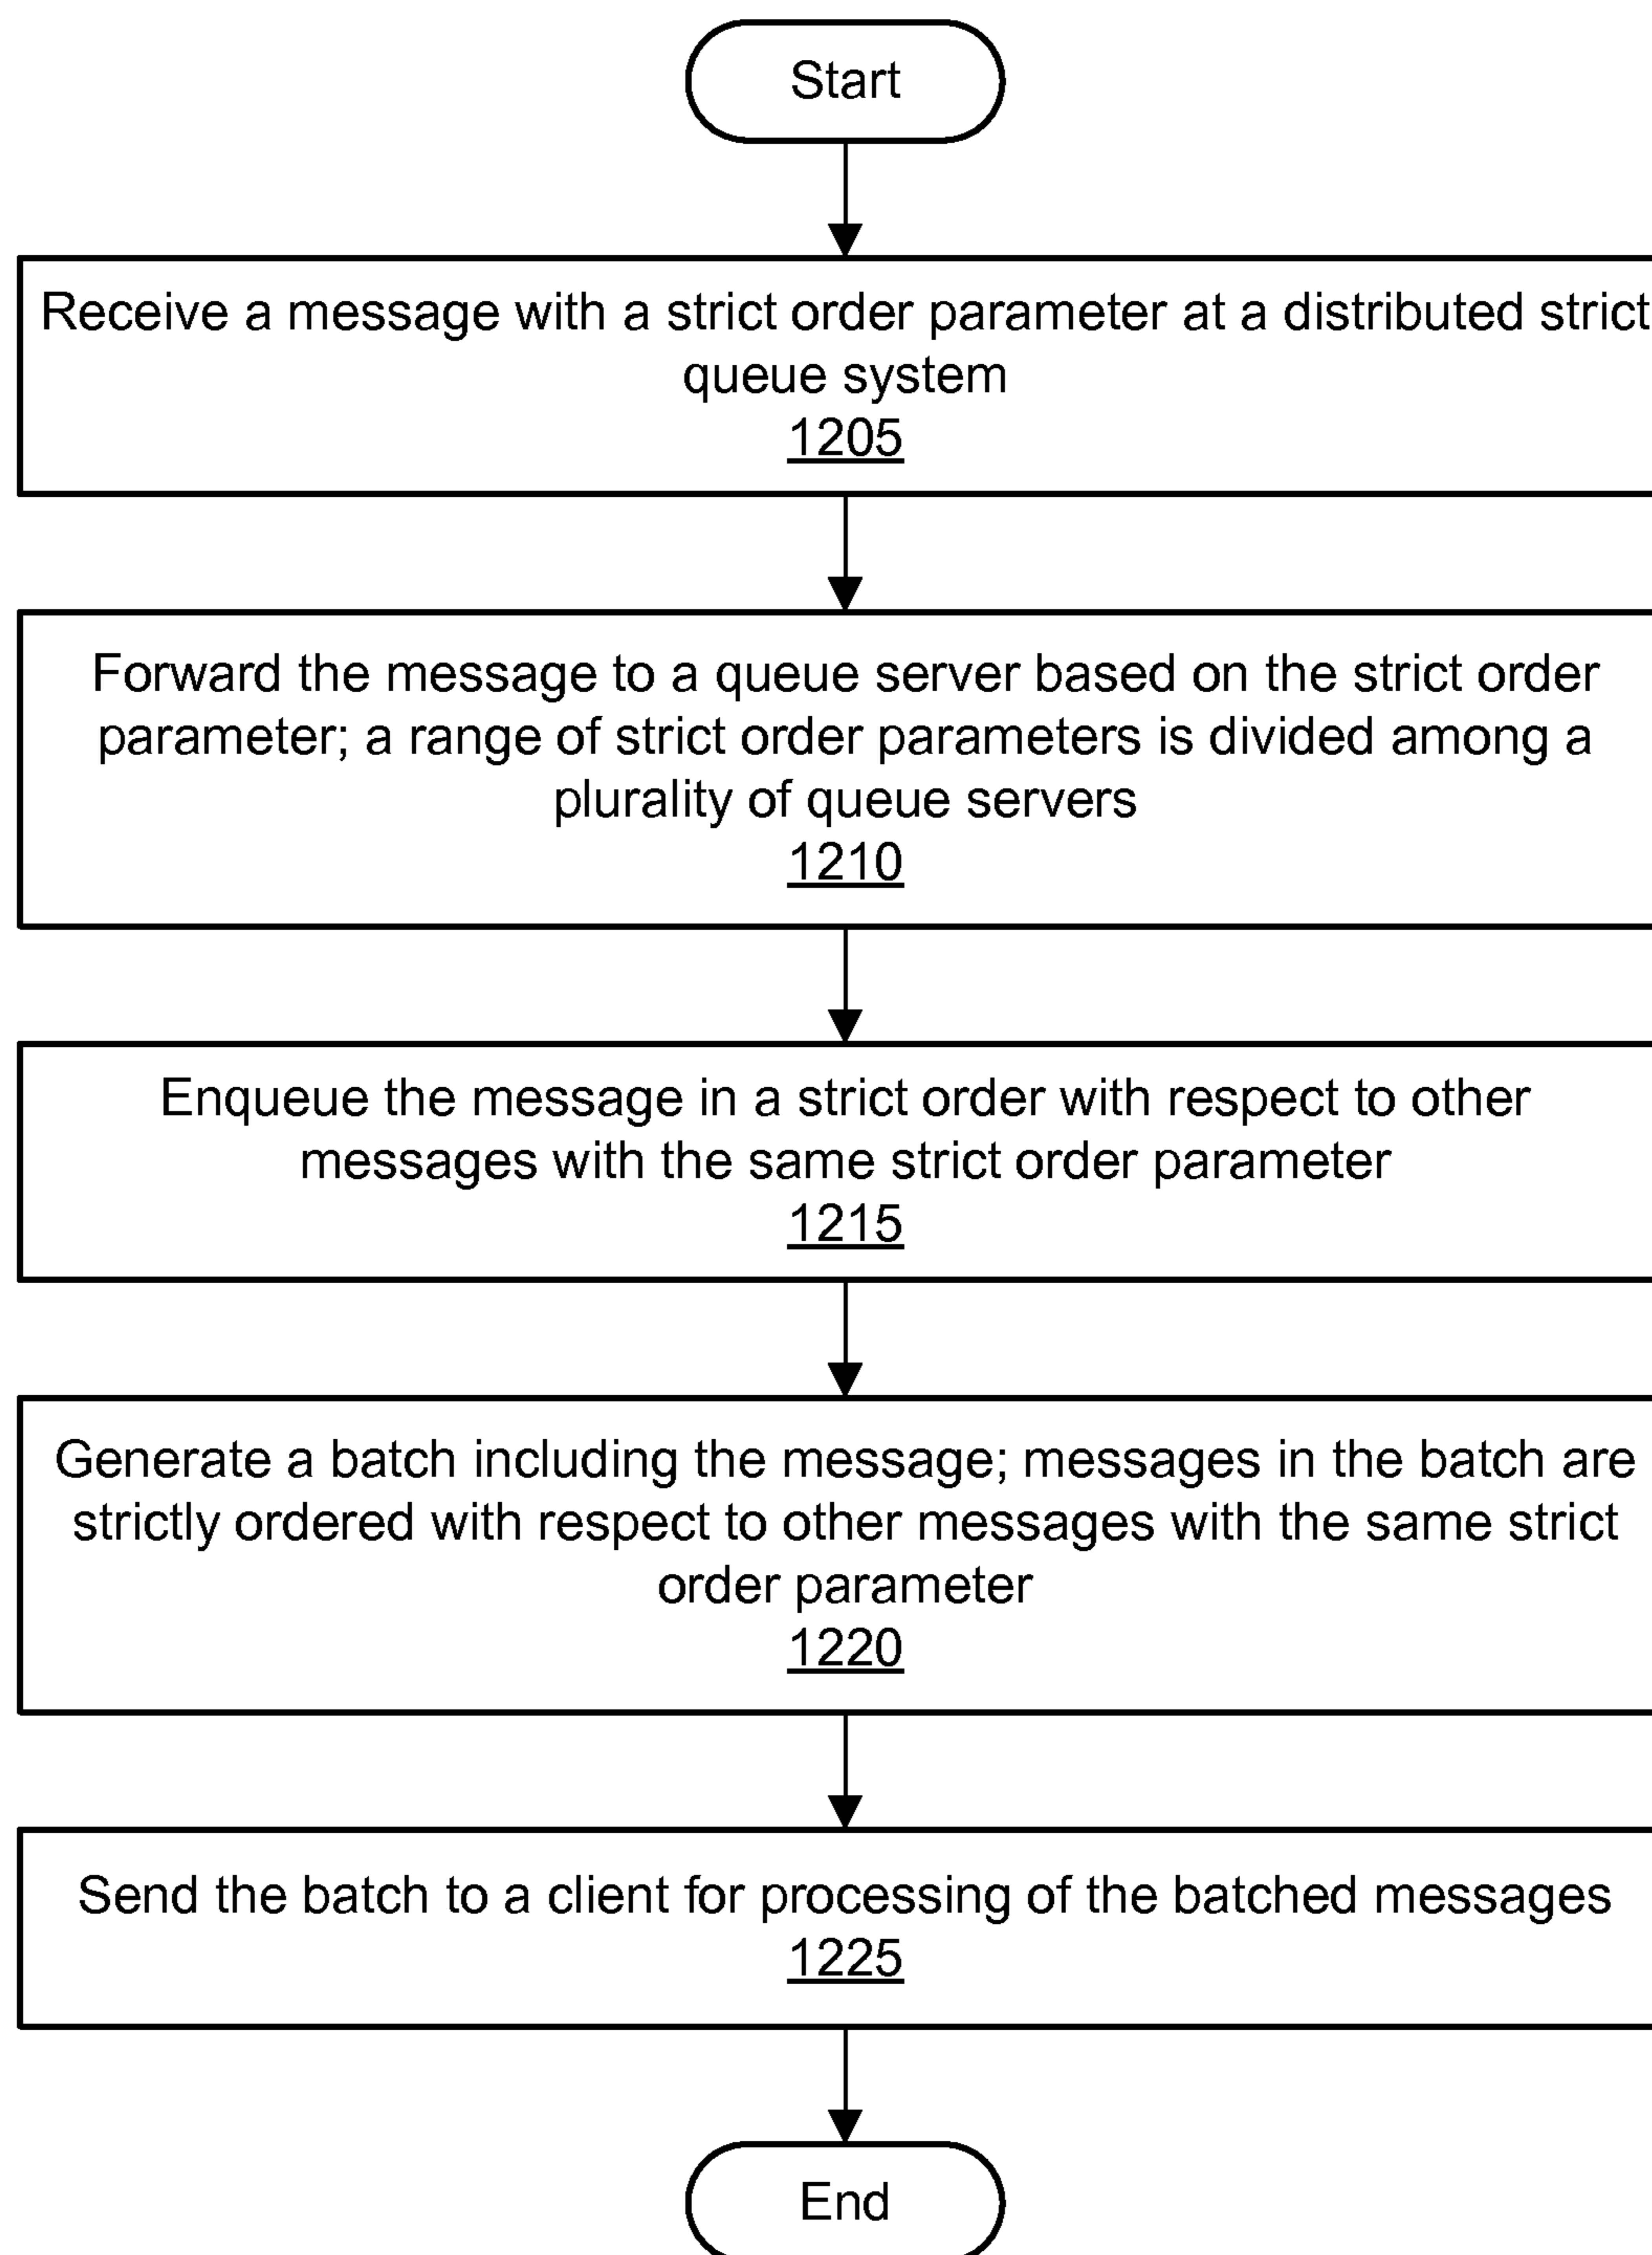 Start
Receive a message with a strict order parameter at a distributed strict
queue system
1205
Forward the message to a queue server based on the strict order
parameter; a range of strict order parameters is divided among a
plurality of queue servers
1210
Enqueue the message in a strict order with respect to other
messages with the same strict order parameter
1215
Generate a batch including the message; messages in the batch are
strictly ordered with respect to other messages with the same strict
order parameter
1220
Send the batch to a client for processing of the batched messages
1225
End